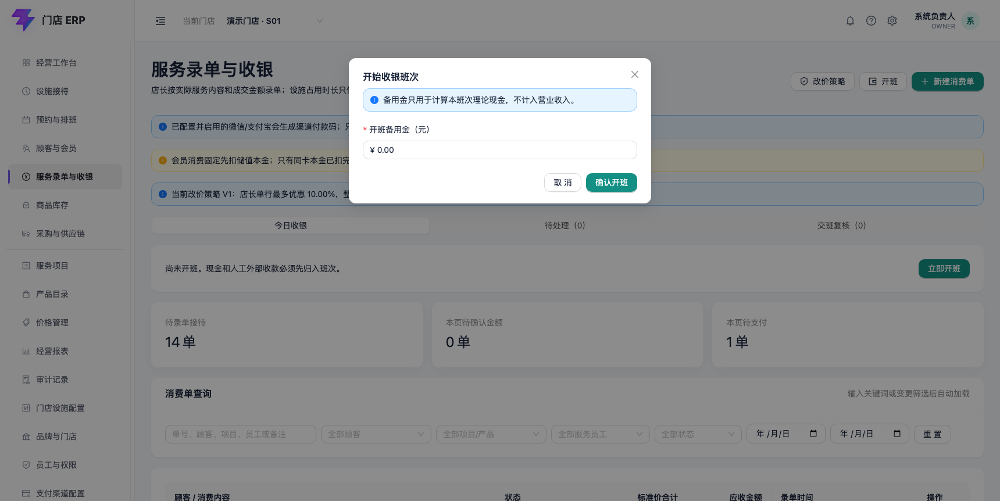 门店 ERP
当前门店 演示门店 · S01
系统负责人
OWNER
系
经营工作台
设施接待
预约与排班
顾客与会员
服务录单与收银
商品库存
采购与供应链
服务项目
产品目录
价格管理
经营报表
审计记录
门店设施配置
品牌与门店
员工与权限
支付渠道配置
服务录单与收银
店长按实际服务内容和成交金额录单；设施占用时长只
改价策略
开班
新建消费单
已配置并启用的微信/支付宝会生成渠道付款码；
会员消费固定先扣储值本金；只有同卡本金已扣完
当前改价策略 V1：店长单行最多优惠 10.00%，整
开始收银班次
备用金只用于计算本班次理论现金，不计入营业收入。
* 开班备用金（元）
¥ 0.00
取 消
确认开班
今日收银
待处理（0）
交班复核（0）
尚未开班。现金和人工外部收款必须先归入班次。
立即开班
待录单接待
14 单
本页待确认金额
0 单
本页待支付
1 单
消费单查询
输入关键词或变更筛选后自动加载
单号、顾客、项目、员工或备注
全部顾客
全部项目/产品
全部服务员工
全部状态
年 /月/日
年 /月/日
重 置
顾客 / 消费内容
状态
标准价合计
应收金额
录单时间
操作